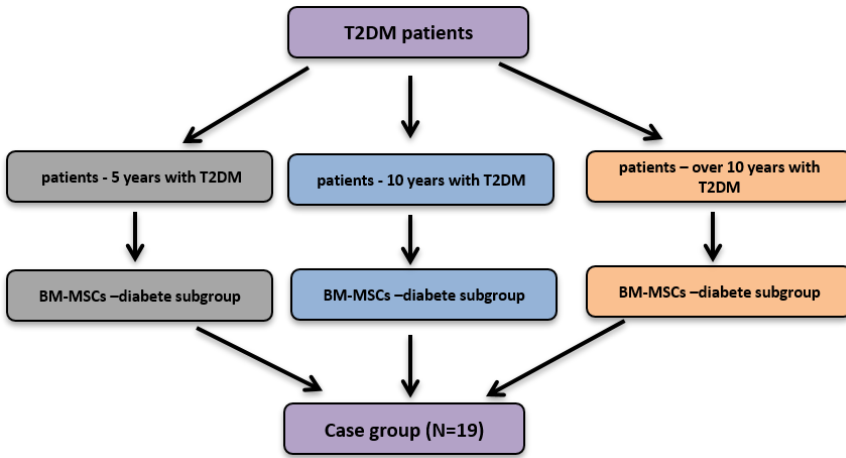 T2DM patients
patients - 5 years with T2DM
patients - 10 years with T2DM
patients – over 10 years with
T2DM
BM-MSCs –diabete subgroup
BM-MSCs –diabete subgroup
BM-MSCs –diabete subgroup
Case group (N=19)